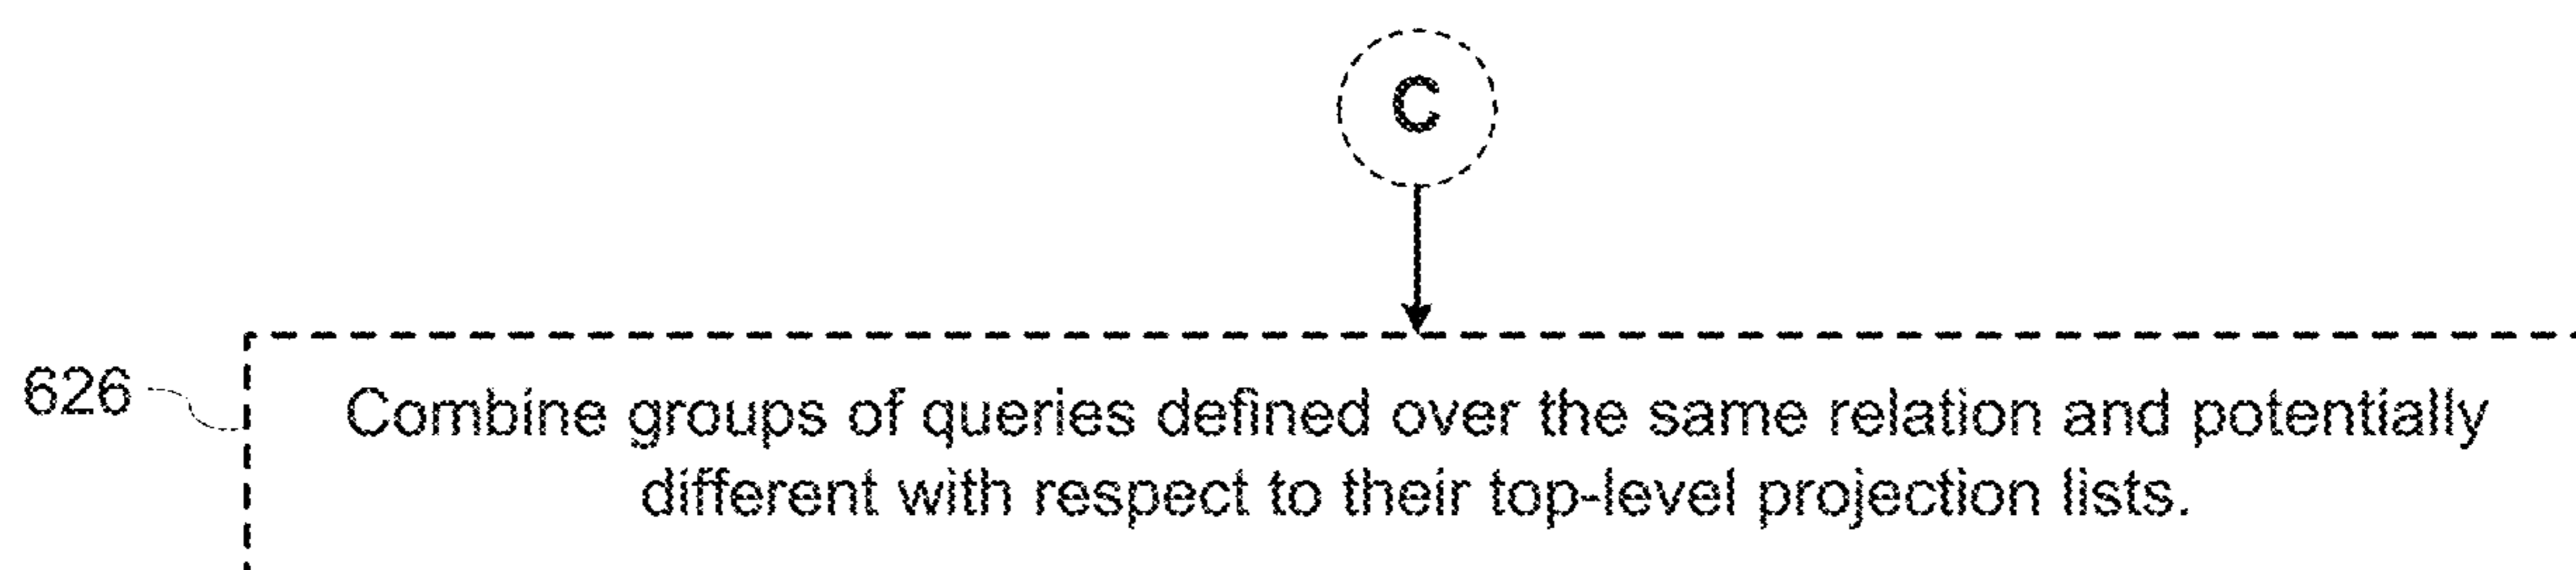 C
626
Combine groups of queries defined over the same relation and potentially
different with respect to their top-level projection lists.